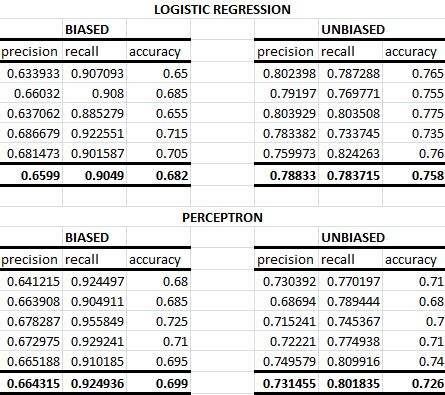 LOGISTIC REGRESSION
BIASED UNBIASED
precision recall accuracy precision recall accuracy
0.633933 0.907093 0.65 0.802398 0.787288 0.765
0.66032 0.908 0.685 0.79197 0.769771 0.755
0.637062 0.885279 0.655 0.803929 0.803508 0.775
0.686679 0.922551 0.715 0.783382 0.733745 0.735
0.681473 0.901587 0.705 0.759973 0.824263 0.76
0.6599 0.9049 0.682 0.78833 0.783715 0.758
PERCEPTRON
BIASED UNBIASED
precision recall accuracy precision recall accuracy
0.641215 0.924497 0.68 0.730392 0.770197 0.71
0.663908 0.904911 0.685 0.68694 0.789444 0.68
0.678287 0.955849 0.725 0.715241 0.745367 0.7
0.672975 0.929241 0.71 0.72221 0.774938 0.71
0.665188 0.910185 0.695 0.749579 0.809916 0.74
0.664315 0.924936 0.699 0.731455 0.801835 0.726